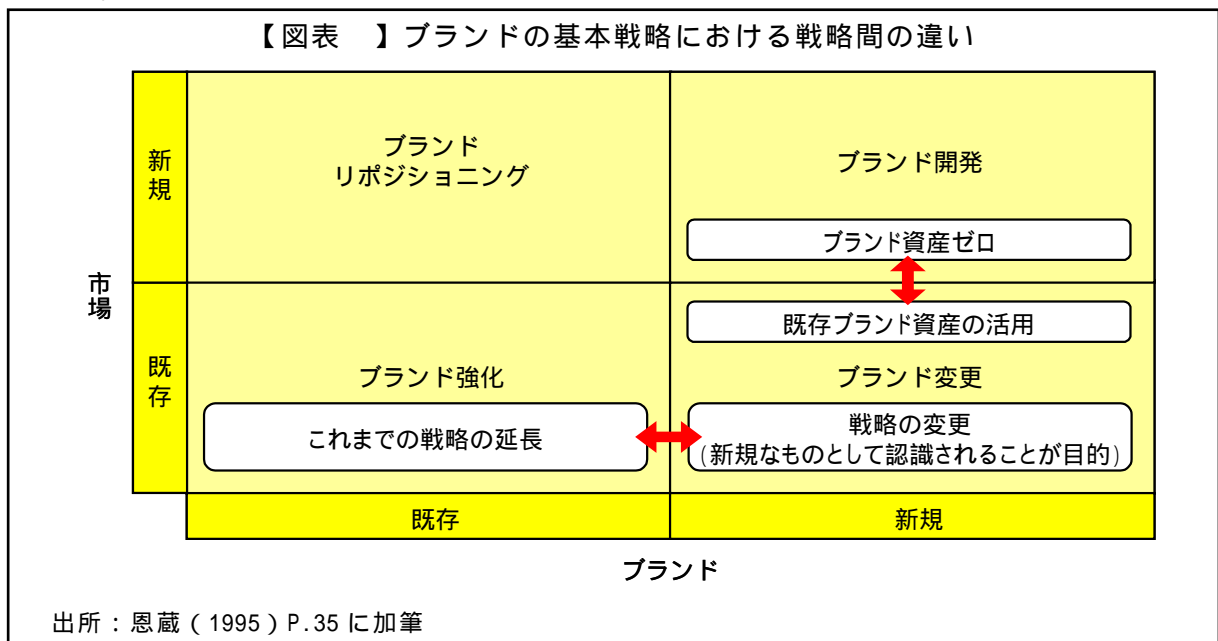 【図表　】ブランドの基本戦略における戦略間の違い
市場
新規
ブランド
リポジショニング
ブランド開発
ブランド資産ゼロ
既存
既存ブランド資産の活用
ブランド強化
ブランド変更
これまでの戦略の延長
戦略の変更
(新規なものとして認識されることが目的)
既存
新規
ブランド
出所：恩蔵(1995)P.35に加筆